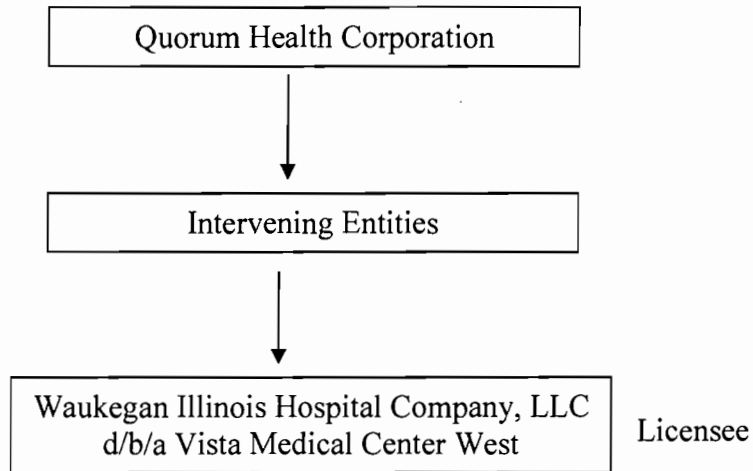 Quorum Health Corporation
Intervening Entities
Waukegan Illinois Hospital Company, LLC
d/b/a Vista Medical Center West
Licensee